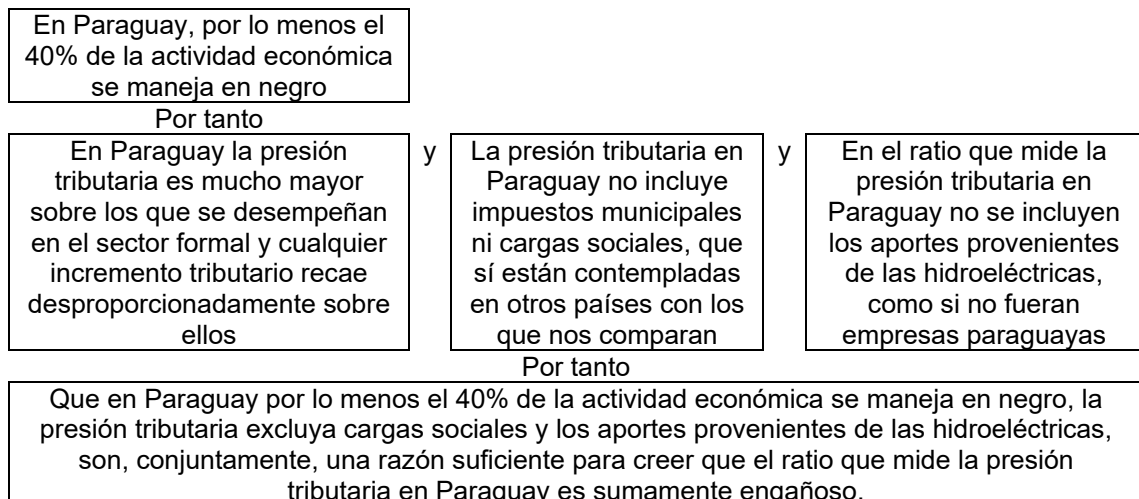 En Paraguay, por lo menos el
40% de la actividad económica
se maneja en negro
Por tanto
En Paraguay la presión
tributaria es mucho mayor
sobre los que se desempeñan
en el sector formal y cualquier
incremento tributario recae
desproporcionadamente sobre
ellos
y
La presión tributaria en
Paraguay no incluye
impuestos municipales
ni cargas sociales, que
sí están contempladas
en otros países con los
que nos comparan
y
En el ratio que mide la
presión tributaria en
Paraguay no se incluyen
los aportes provenientes
de las hidroeléctricas,
como si no fueran
empresas paraguayas
Por tanto
Que en Paraguay por lo menos el 40% de la actividad económica se maneja en negro, la
presión tributaria excluya cargas sociales y los aportes provenientes de las hidroeléctricas,
son, conjuntamente, una razón suficiente para creer que el ratio que mide la presión
tributaria en Paraguay es sumamente engañoso.